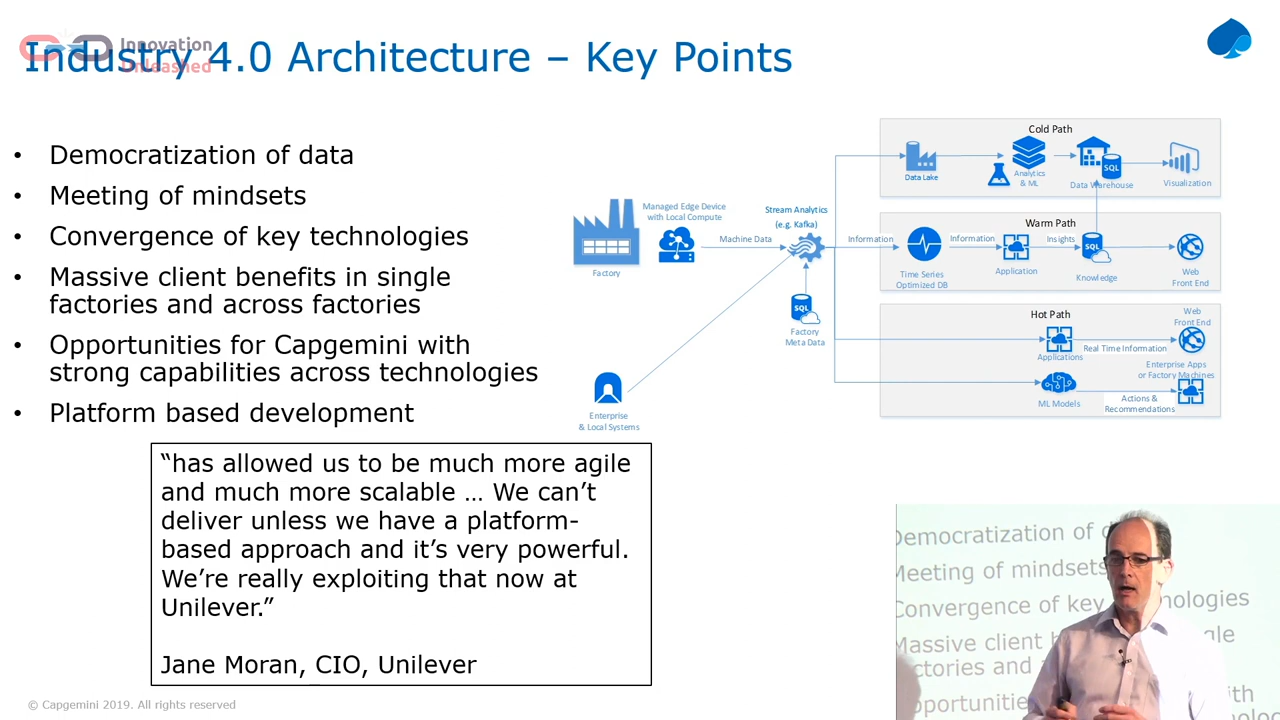 Industry 4.0 Architecture – Key Points
Innovation
Unleashed
• Democratization of data
• Meeting of mindsets
• Convergence of key technologies
• Massive client benefits in single
factories and across factories
• Opportunities for Capgemini with
strong capabilities across technologies
• Platform based development
“has allowed us to be much more agile
and much more scalable … We can’t
deliver unless we have a platform-
based approach and it’s very powerful.
We’re really exploiting that now at
Unilever.”
Jane Moran, CIO, Unilever
Factory
Managed Edge Device
with Local Compute
Machine Data
Stream Analytics
(e.g. Kafka)
SQL
Factory
Meta Data
Enterprise
& Local Systems
Information
Cold Path
Data Lake
Analytics
& ML
SQL
Data Warehouse
Visualization
Warm Path
Time Series
Optimized DB
Information
Application
Insights
SQL
Knowledge
Web
Front End
Hot Path
Applications
Real Time Information
Web
Front End
ML Models
Actions &
Recommendations
Enterprise Apps
or Factory Machines
Democratization of d
Meeting of mindsets
Convergence of key hnologies
Massive client b gle
ctories and
pportunities ith
© Capgemini 2019. All rights reserved